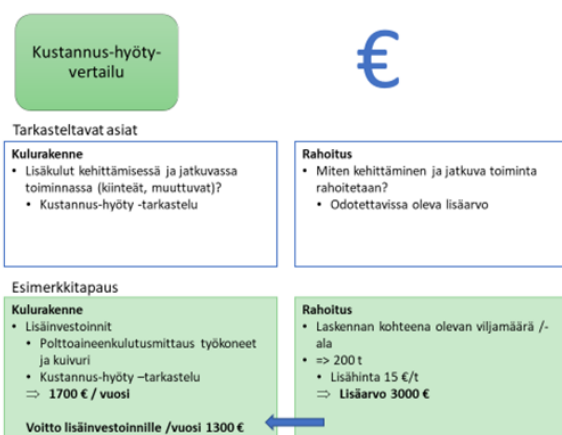 Kustannus-hyöty-
vertailu
€
Tarkasteltavat asiat
Kulurakenne
• Lisäkulut kehittämisessä ja jatkuvassa
toiminnassa (kiinteät, muuttuvat)?
• Kustannus-hyöty -tarkastelu
Rahoitus
• Miten kehittäminen ja jatkuva toiminta
rahoitetaan?
• Odotettavissa oleva lisäarvo
Esimerkkitapaus
Kulurakenne
• Lisäinvestoinnit
• Polttoaineenkulutusmittaus työkoneet
ja kuivuri
• Kustannus-hyöty –tarkastelu
⇒ 1700 € / vuosi
Voitto lisäinvestoinnille /vuosi 1300 €
Rahoitus
• Laskennan kohteena olevan viljamäärä /-
ala
• => 200 t
• Lisähinta 15 €/t
⇒ Lisäarvo 3000 €